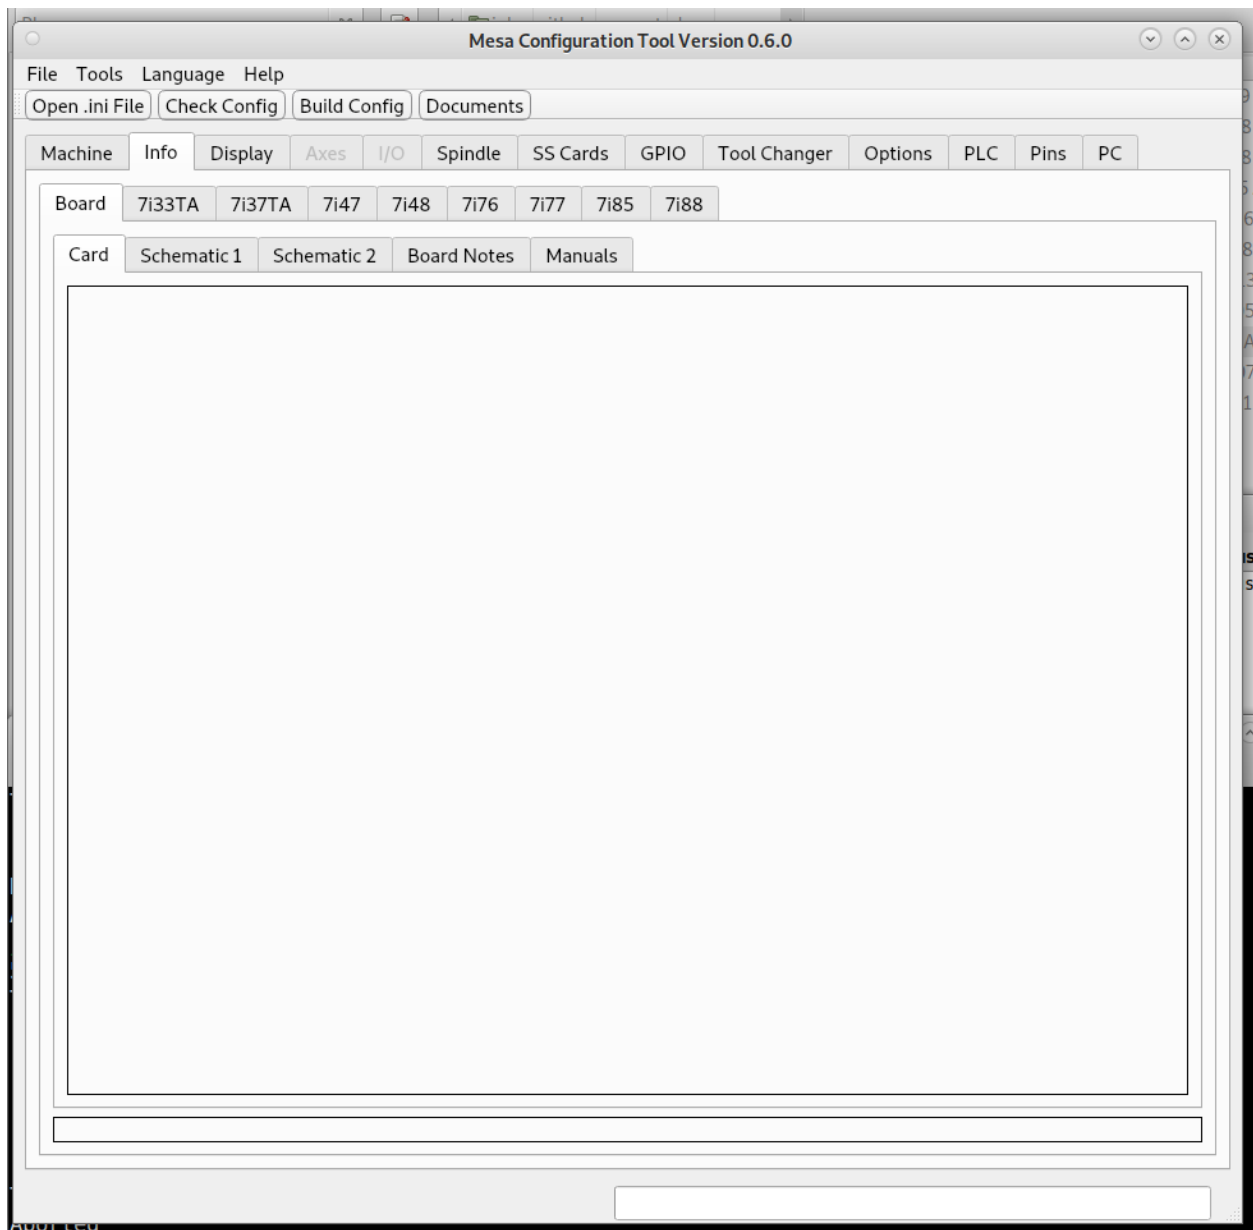 Mesa Configuration Tool Version 0.6.0
File Tools Language Help
Open .ini File Check Config Build Config Documents
Machine Info Display Axes I/O Spindle SS Cards GPIO Tool Changer Options PLC Pins PC
Board 7i33TA 7i37TA 7i47 7i48 7i76 7i77 7i85 7i88
Card Schematic 1 Schematic 2 Board Notes Manuals